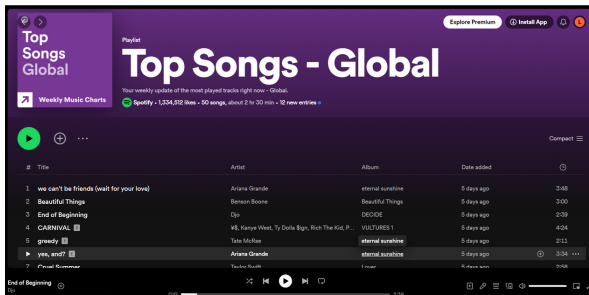 Explore Premium
Install App
L
Top
Songs
Global
Weekly Music Charts
Playlist
Top Songs - Global
Your weekly update of the most played tracks right now - Global.
Spotify • 1,334,512 likes • 50 songs, about 2 hr 30 min • 12 new entries
Compact
# Title Artist Album Date added
1 we can't be friends (wait for your love) Ariana Grande eternal sunshine 5 days ago 3:48
2 Beautiful Things Benson Boone Beautiful Things 5 days ago 3:00
3 End of Beginning Djo DECIDE 5 days ago 2:39
4 CARNIVAL E ¥$, Kanye West, Ty Dolla $ign, Rich The Kid, P... VULTURES 1 5 days ago 4:24
5 greedy E Tate McRae eternal sunshine 5 days ago 2:11
yes, and? E Ariana Grande eternal sunshine 5 days ago 3:34
7 Cruel Summer Taylor Swift Lover 5 days ago 2:58
End of Beginning
Djo
2:39